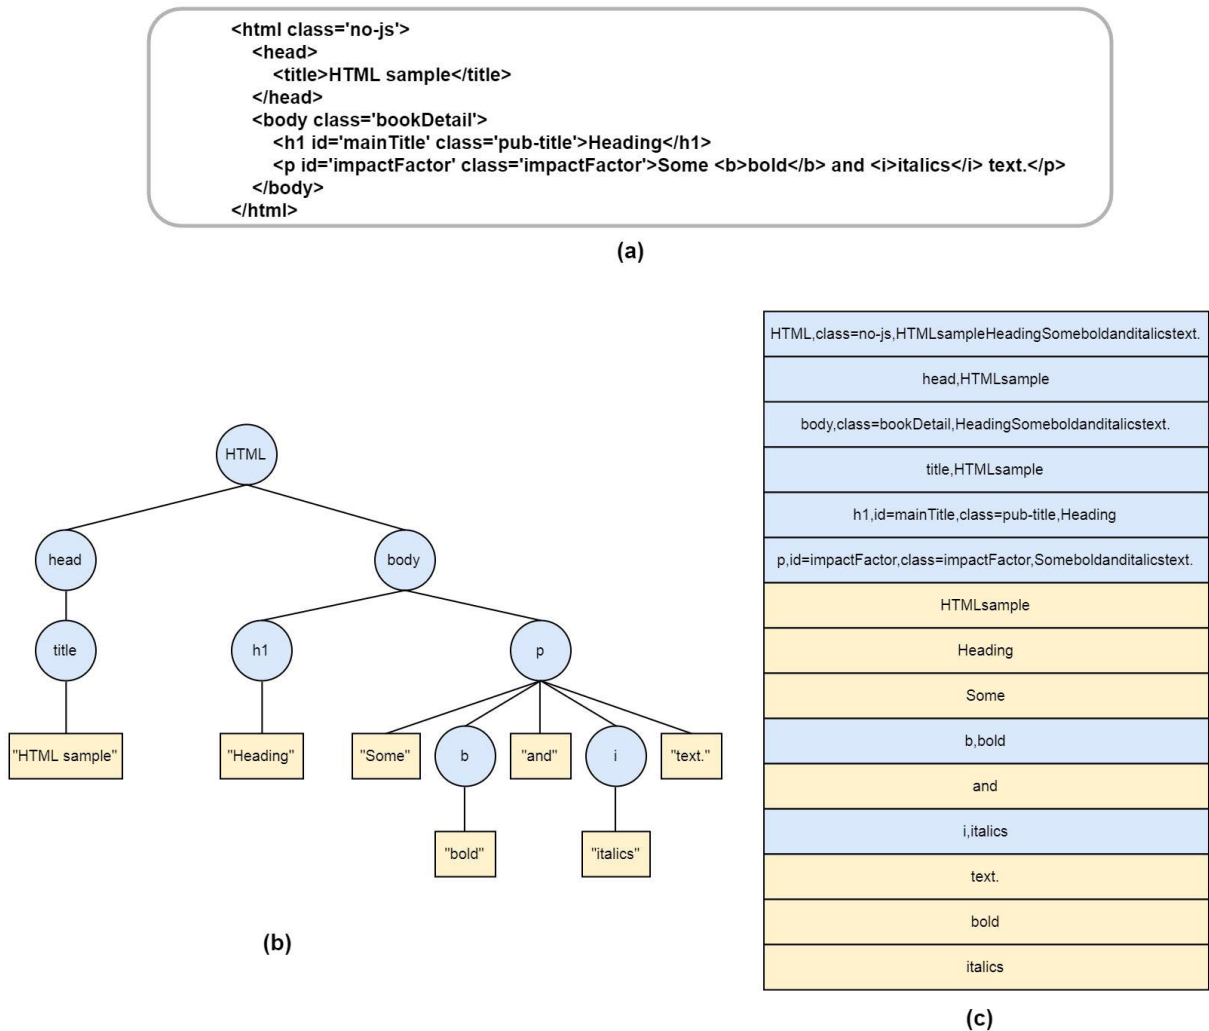 <html class='no-js'>
<head>
<title>HTML sample</title>
</head>
<body class='bookDetail'>
<h1 id='mainTitle' class='pub-title'>Heading</h1>
<p id='impactFactor' class='impactFactor'>Some <b>bold</b> and <i>italics</i> text.</p>
</body>
</html>
(a)
HTML
head
body
title
h1
p
"HTML sample"
"Heading"
"Some"
b
"and"
i
"text."
"bold"
"italics"
(b)
HTML,class=no-js,HTMLsampleHeadingSomeboldanditalicstext.
head,HTMLsample
body,class=bookDetail,HeadingSomeboldanditalicstext.
title,HTMLsample
h1,id=mainTitle,class=pub-title,Heading
p,id=impactFactor,class=impactFactor,Someboldanditalicstext.
HTMLsample
Heading
Some
b,bold
and
i,italics
text.
bold
italics
(c)